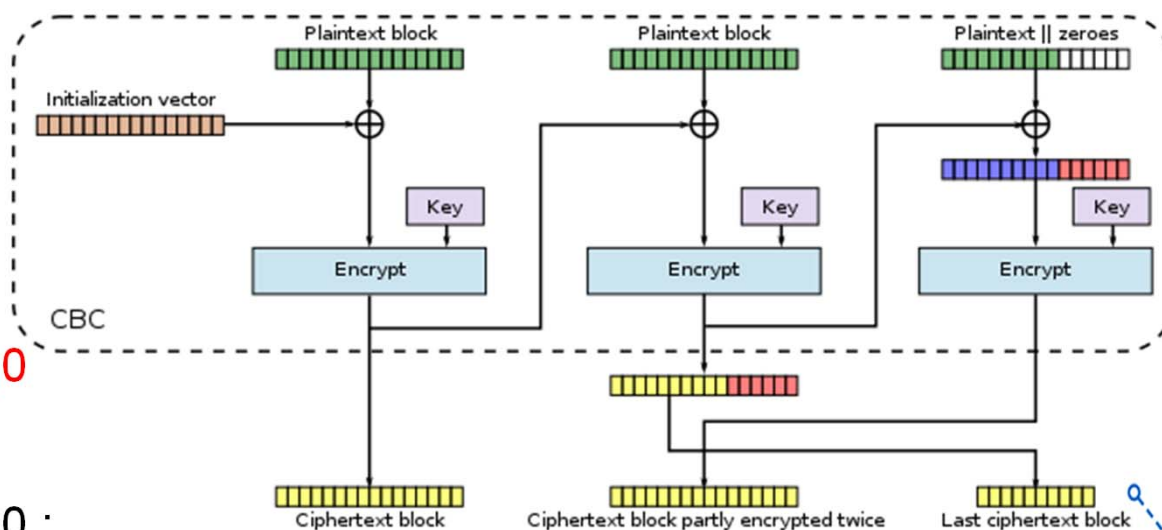 Plaintext block
Plaintext block
Plaintext || zeroes
Initialization vector
Key
Key
Key
Encrypt
Encrypt
Encrypt
CBC
0
0 :
Ciphertext block
Ciphertext block partly encrypted twice
Last ciphertext block